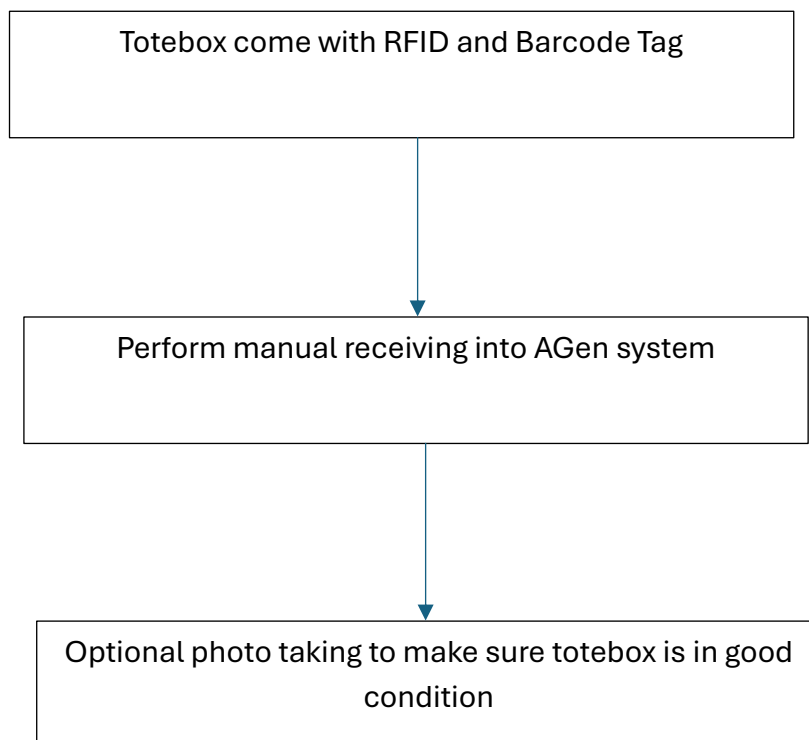 Totebox come with RFID and Barcode Tag
Perform manual receiving into AGen system
Optional photo taking to make sure totebox is in good
condition